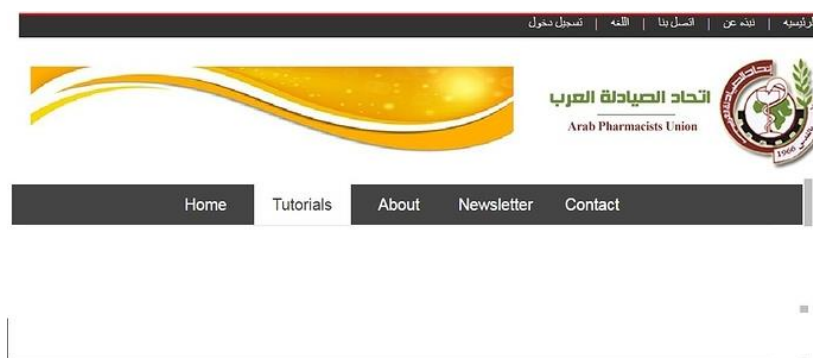 الرئيسيه | نبذه عن | اتصل بنا | اللغه | تسجيل دخول
اتحاد الصيادلة العرب
Arab Pharmacists Union
1966
Home Tutorials About Newsletter Contact